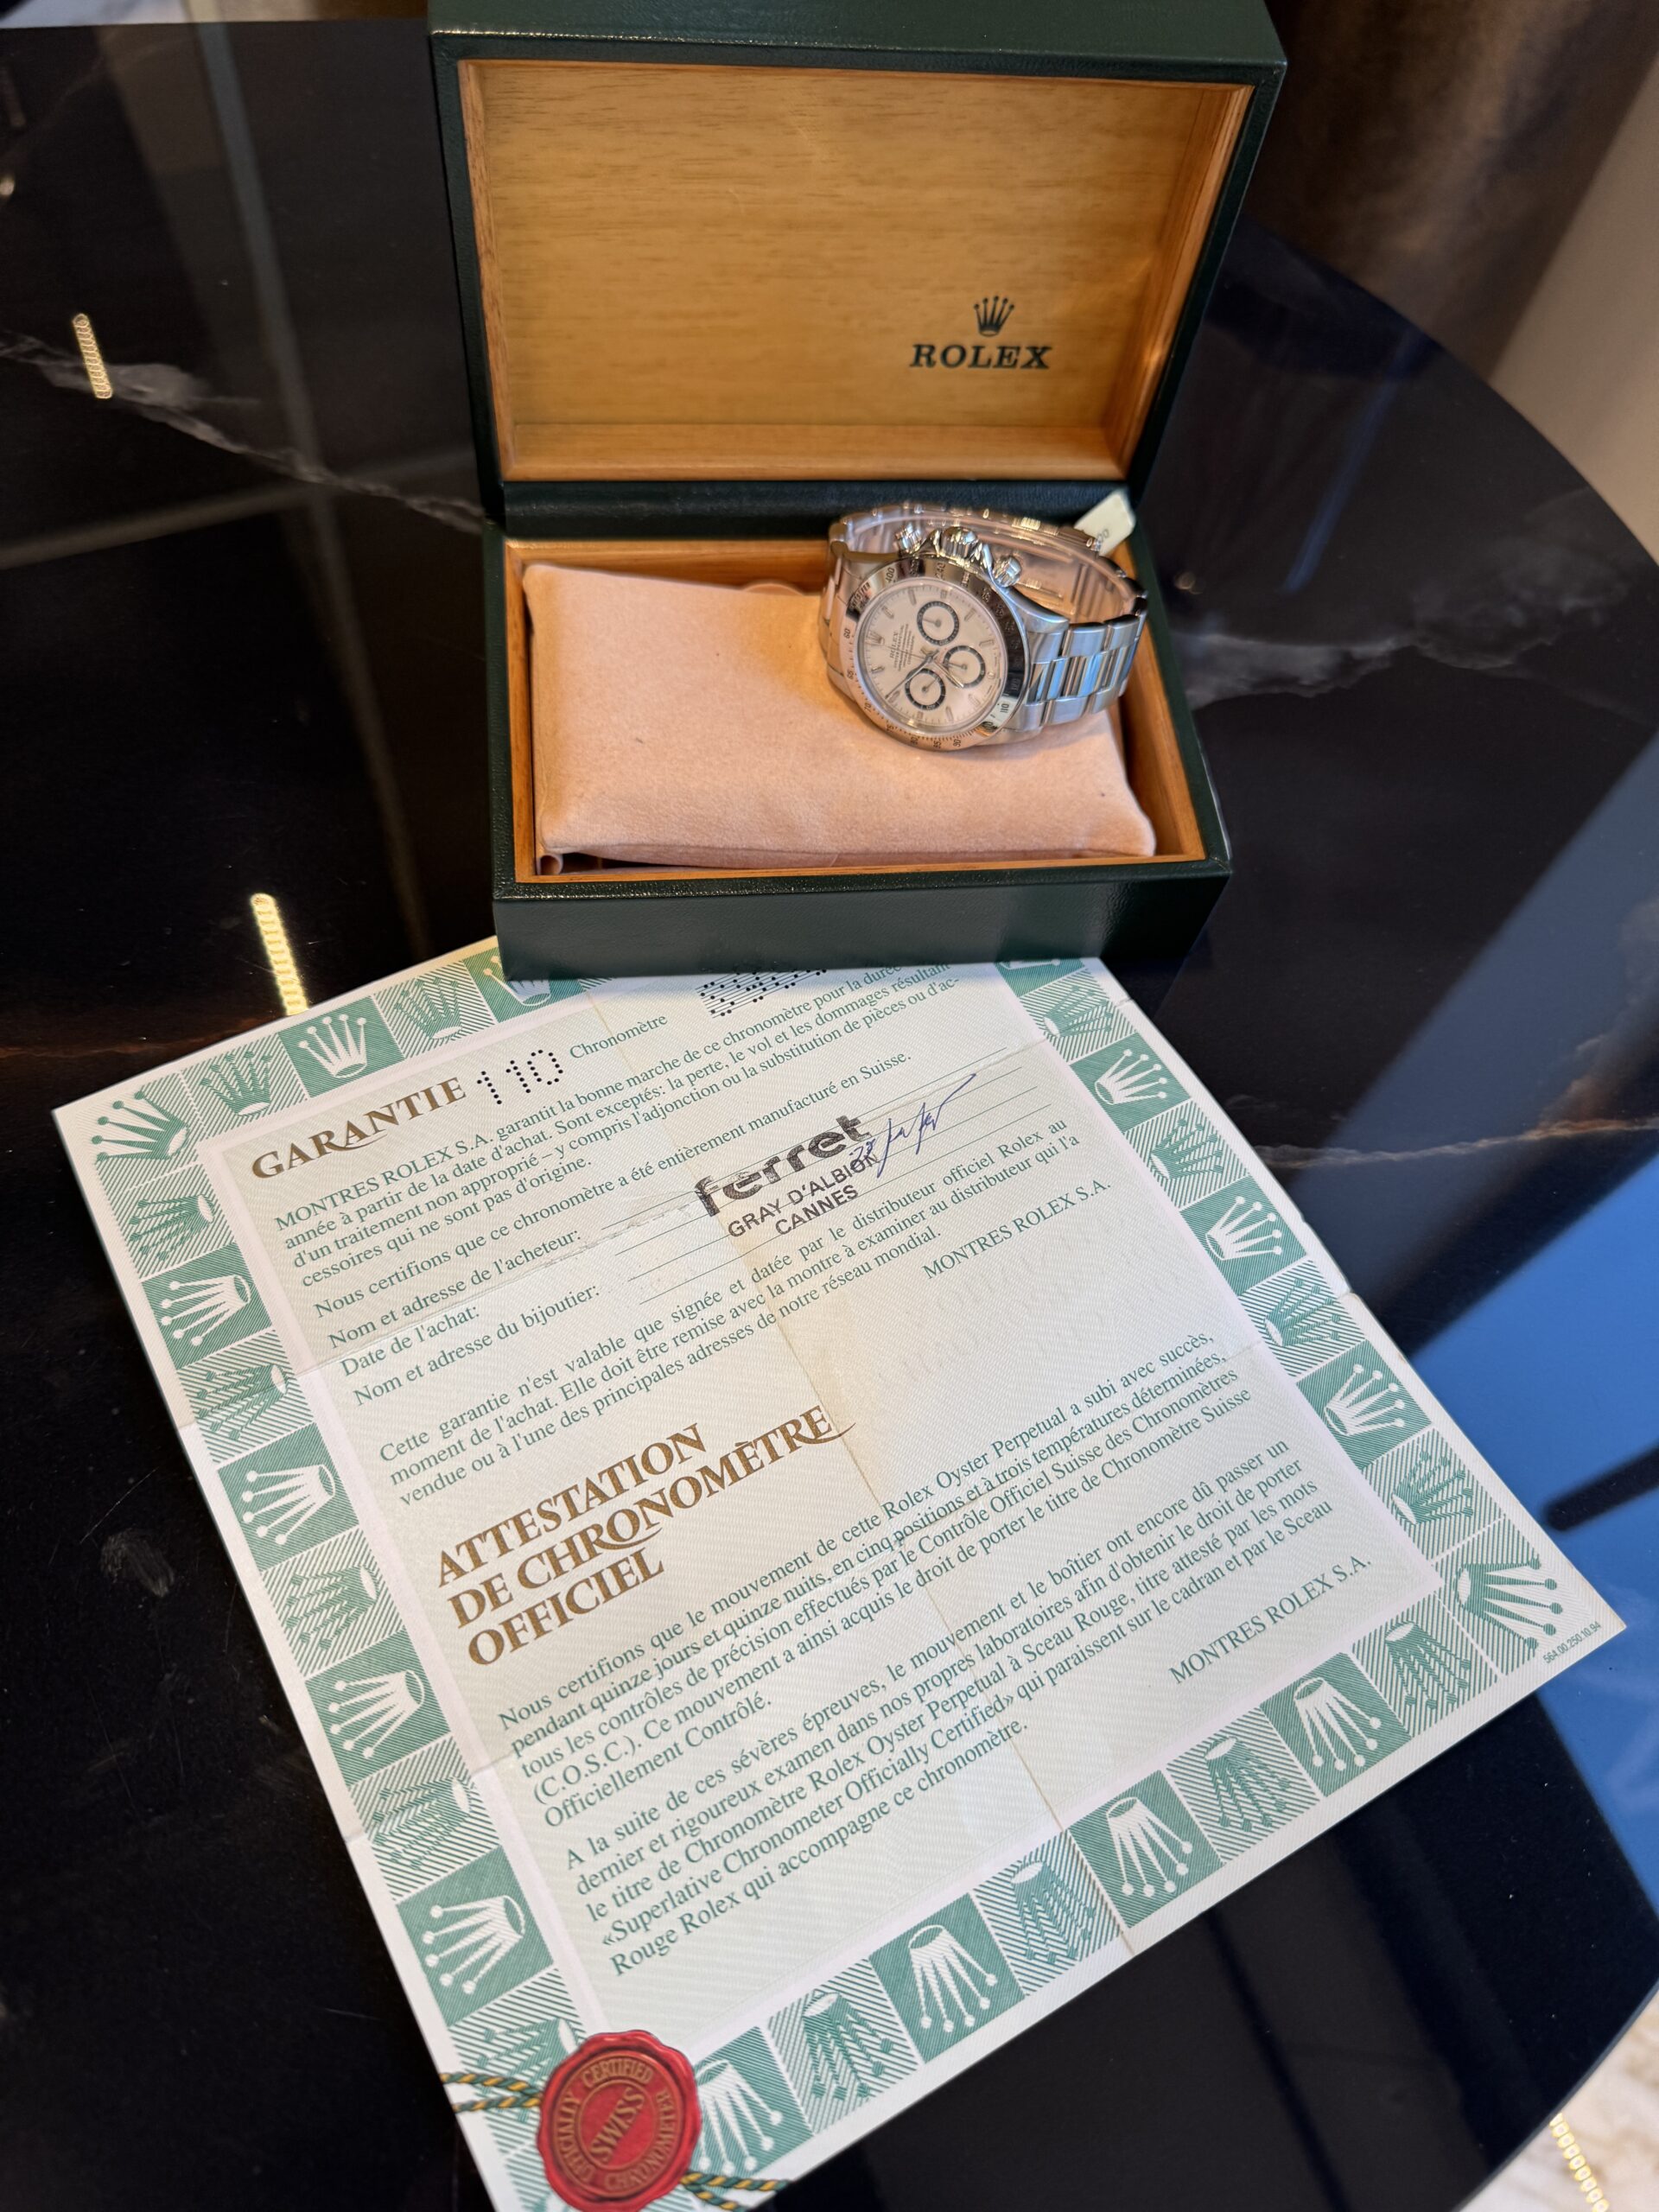 ROLEX
ROLEX
GARANTIE 110 Chronomètre
MONTRES ROLEX S.A. garantit la bonne marche de ce chronomètre pour la durée
année à partir de la date d'achat. Sont exceptés: la perte, le vol et les dommages résultant
d'un traitement non approprié – y compris l'adjonction ou la substitution de pièces ou d'ac-
cessoires qui ne sont pas d'origine.
Nous certifions que ce chronomètre a été entièrement manufacturé en Suisse.
Nom et adresse de l'acheteur:
Date de l'achat:
Nom et adresse du bijoutier:
ferret
GRAY D'ALBION
CANNES
Cette garantie n'est valable que signée et datée par le distributeur officiel Rolex au
moment de l'achat. Elle doit être remise avec la montre à examiner au distributeur qui l'a
vendue ou à l'une des principales adresses de notre réseau mondial.
MONTRES ROLEX S.A.
ATTESTATION
DE CHRONOMÈTRE
OFFICIEL
Nous certifions que le mouvement de cette Rolex Oyster Perpetual a subi avec succès,
pendant quinze jours et quinze nuits, en cinq positions et à trois températures déterminées,
tous les contrôles de précision effectués par le Contrôle Officiel Suisse des Chronomètres
(C.O.S.C.). Ce mouvement a ainsi acquis le droit de porter le titre de Chronomètre Suisse
Officiellement Contrôlé.
A la suite de ces sévères épreuves, le mouvement et le boîtier ont encore dû passer un
dernier et rigoureux examen dans nos propres laboratoires afin d'obtenir le droit de porter
le titre de Chronomètre Rolex Oyster Perpetual à Sceau Rouge, titre attesté par les mots
«Superlative Chronometer Officially Certified» qui paraissent sur le cadran et par le Sceau
Rouge Rolex qui accompagne ce chronomètre.
MONTRES ROLEX S.A.
564.00.250.10.94
OFFICIALLY CERTIFIED
SWISS
CHRONOMETER